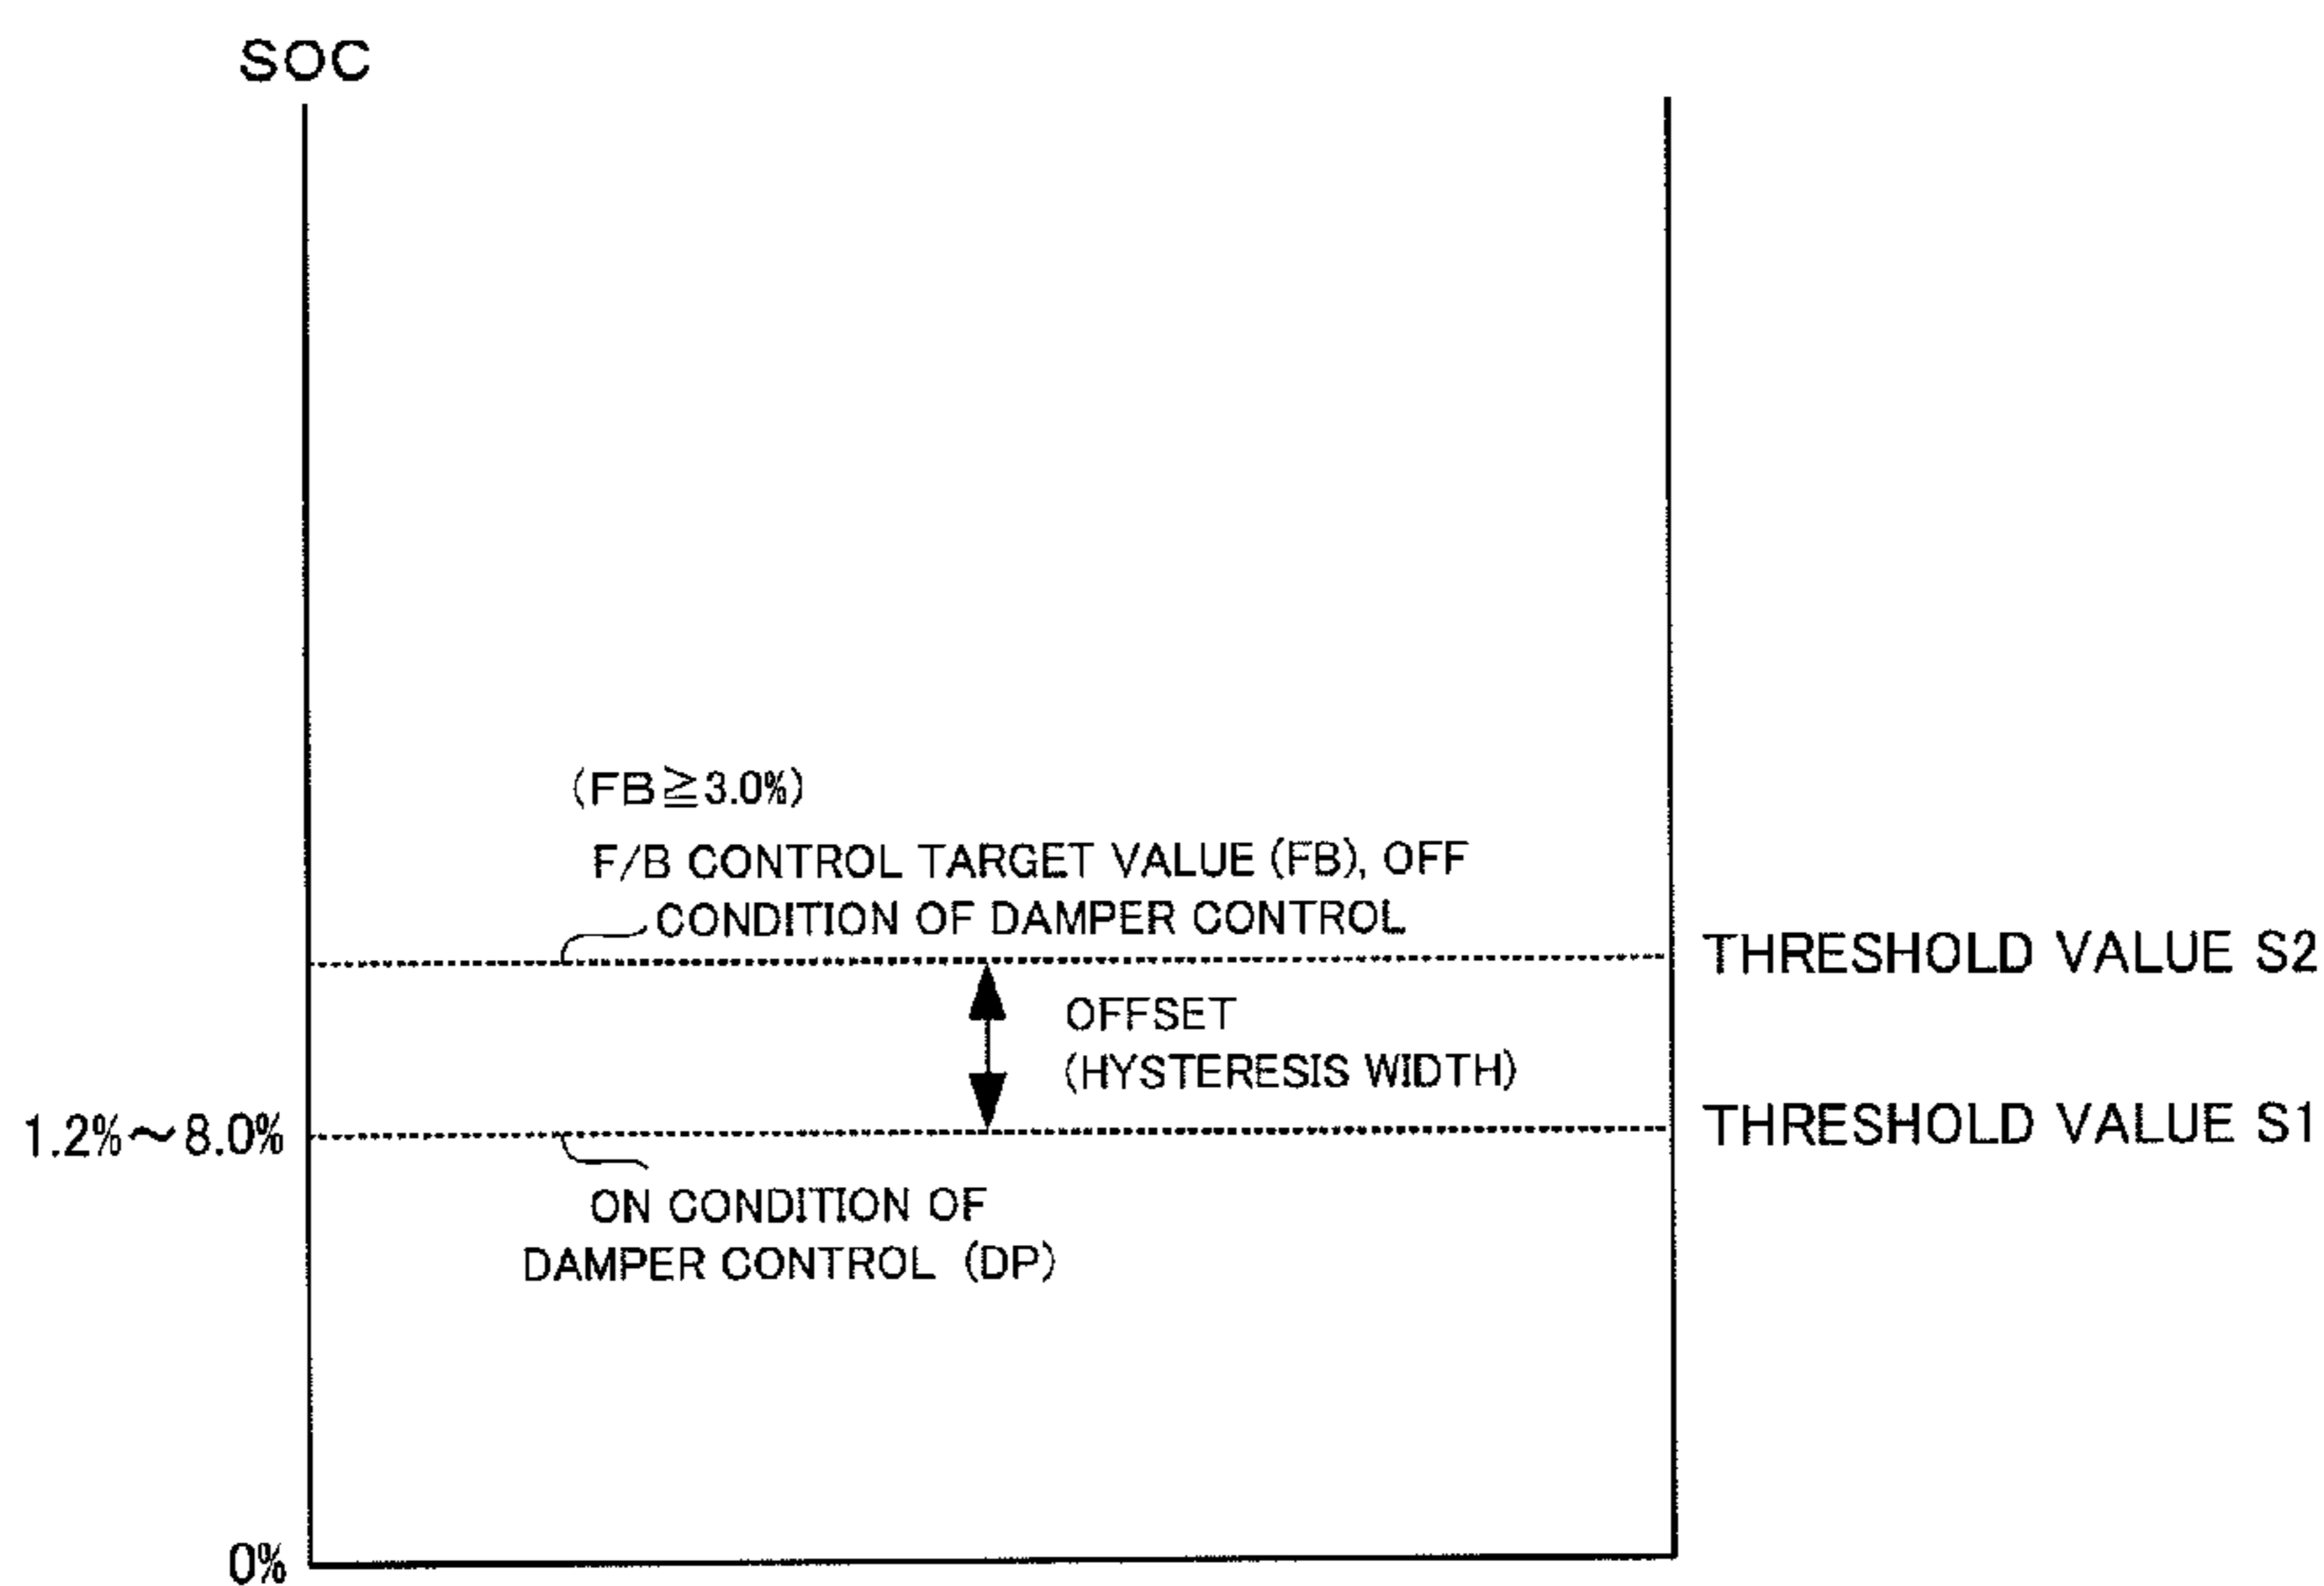 SOC
(FB≧3.0%)
F/B CONTROL TARGET VALUE (FB), OFF
CONDITION OF DAMPER CONTROL
THRESHOLD VALUE S2
OFFSET
(HYSTERESIS WIDTH)
1.2%～8.0%
THRESHOLD VALUE S1
ON CONDITION OF
DAMPER CONTROL (DP)
0%